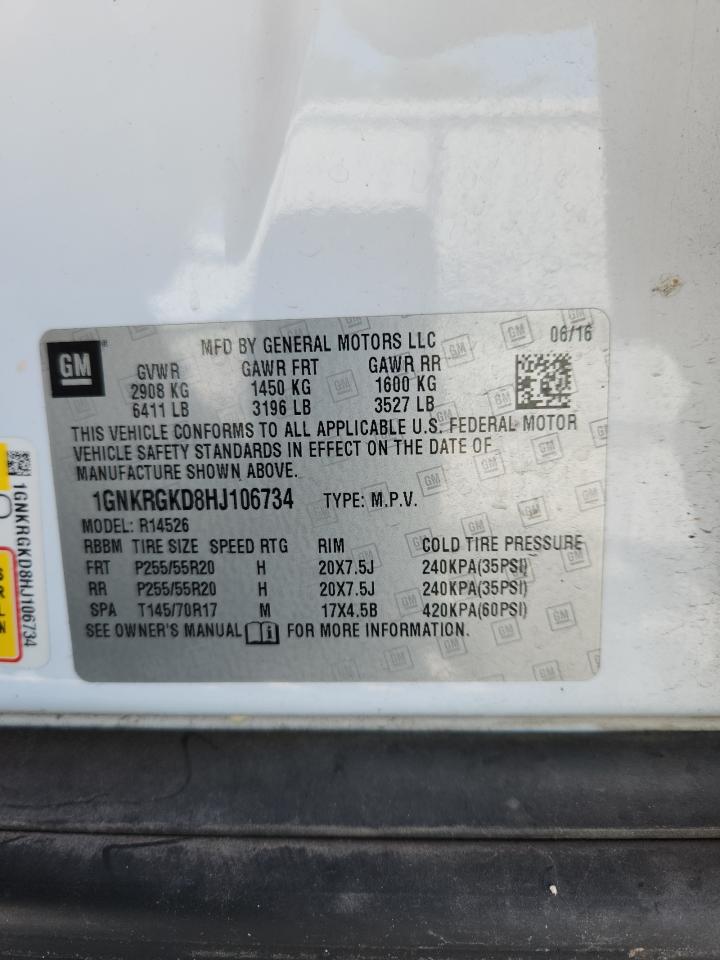 GM ®
MFD BY GENERAL MOTORS LLC 06/16
GVWR GAWR FRT GAWR RR
2908 KG 1450 KG 1600 KG
6411 LB 3196 LB 3527 LB
THIS VEHICLE CONFORMS TO ALL APPLICABLE U.S. FEDERAL MOTOR
VEHICLE SAFETY STANDARDS IN EFFECT ON THE DATE OF
MANUFACTURE SHOWN ABOVE.
1GNKRGKD8HJ106734 TYPE: M.P.V.
MODEL: R14526
RBBM TIRE SIZE SPEED RTG RIM COLD TIRE PRESSURE
FRT P255/55R20 H 20X7.5J 240KPA(35PSI)
RR P255/55R20 H 20X7.5J 240KPA(35PSI)
SPA T145/70R17 M 17X4.5B 420KPA(60PSI)
SEE OWNER'S MANUAL FOR MORE INFORMATION.
1GNKRGKD8HJ106734